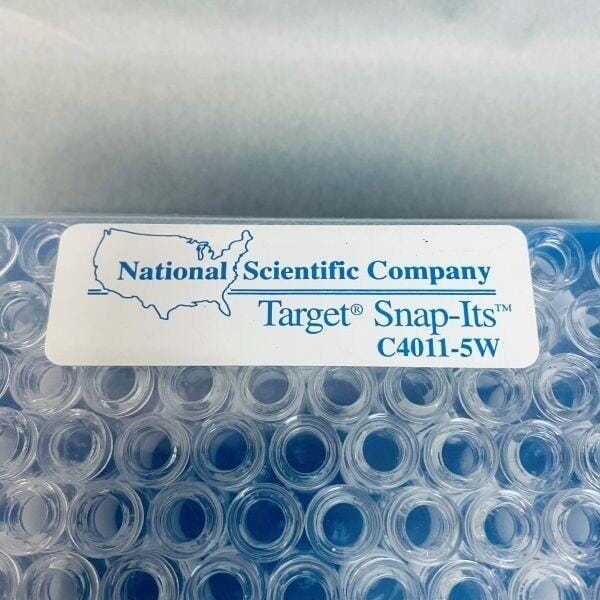 National Scientific Company
Target® Snap-Its™
C4011-5W